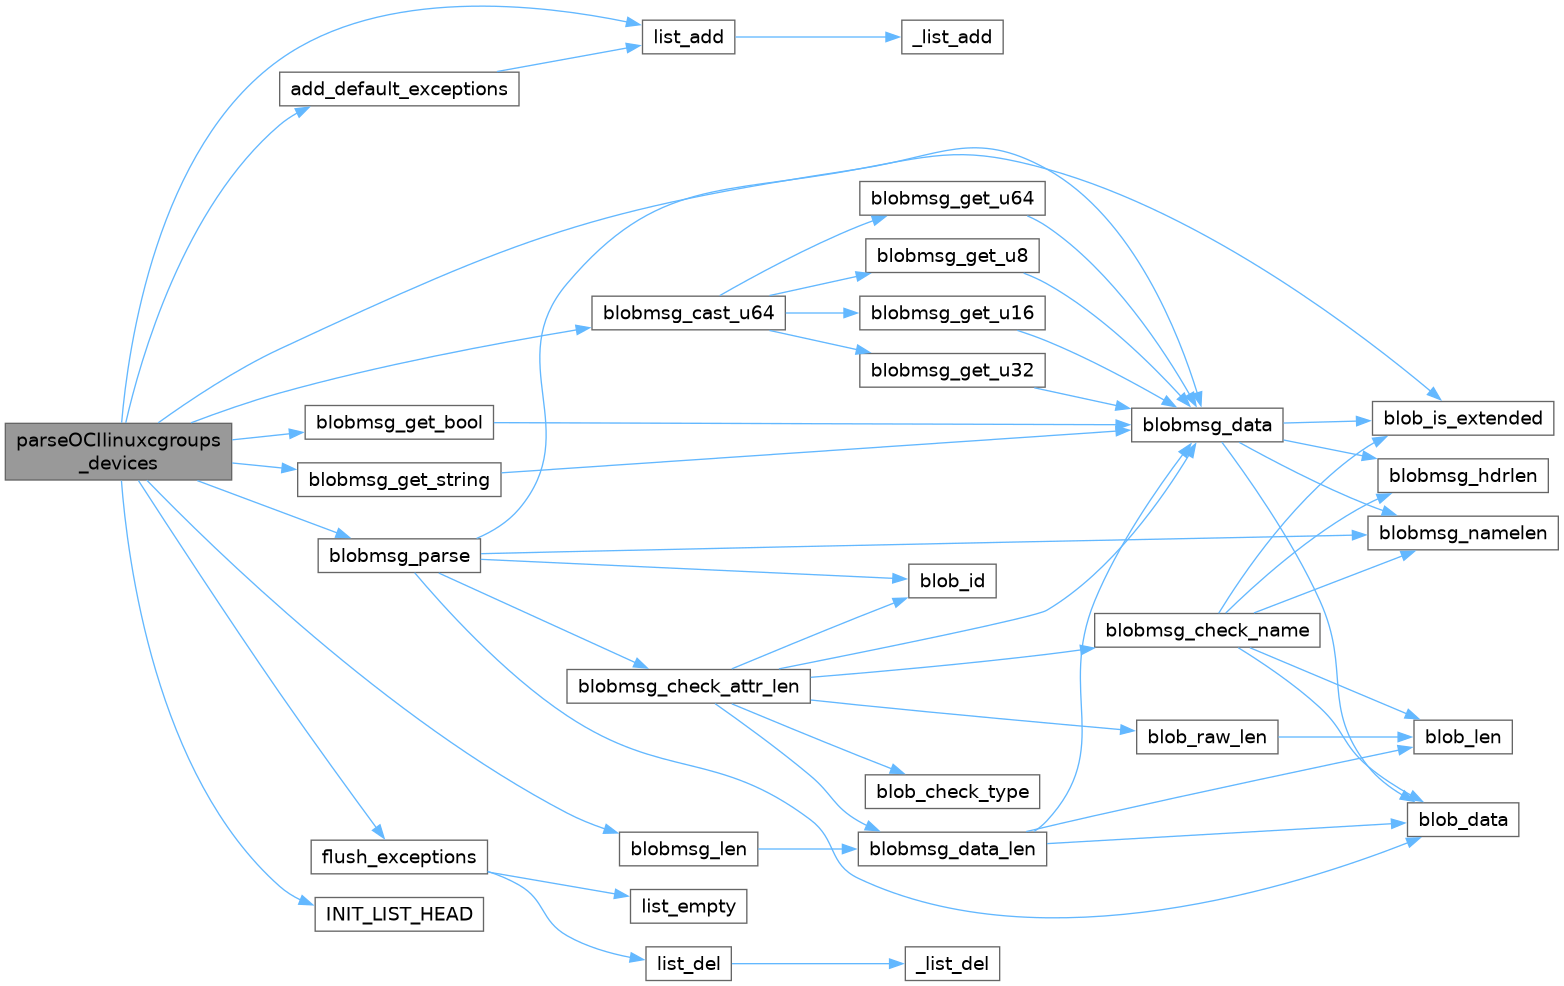 list_add
_list_add
add_default_exceptions
blobmsg_get_u64
blobmsg_get_u8
blobmsg_cast_u64
blobmsg_get_u16
blobmsg_get_u32
blobmsg_get_bool
blobmsg_data
blob_is_extended
parseOCIlinuxcgroups
_devices
blobmsg_get_string
blobmsg_hdrlen
blobmsg_parse
blobmsg_namelen
blob_id
blobmsg_check_name
blobmsg_check_attr_len
blob_raw_len
blob_len
blob_check_type
blob_data
flush_exceptions
blobmsg_len
blobmsg_data_len
INIT_LIST_HEAD
list_empty
list_del
_list_del